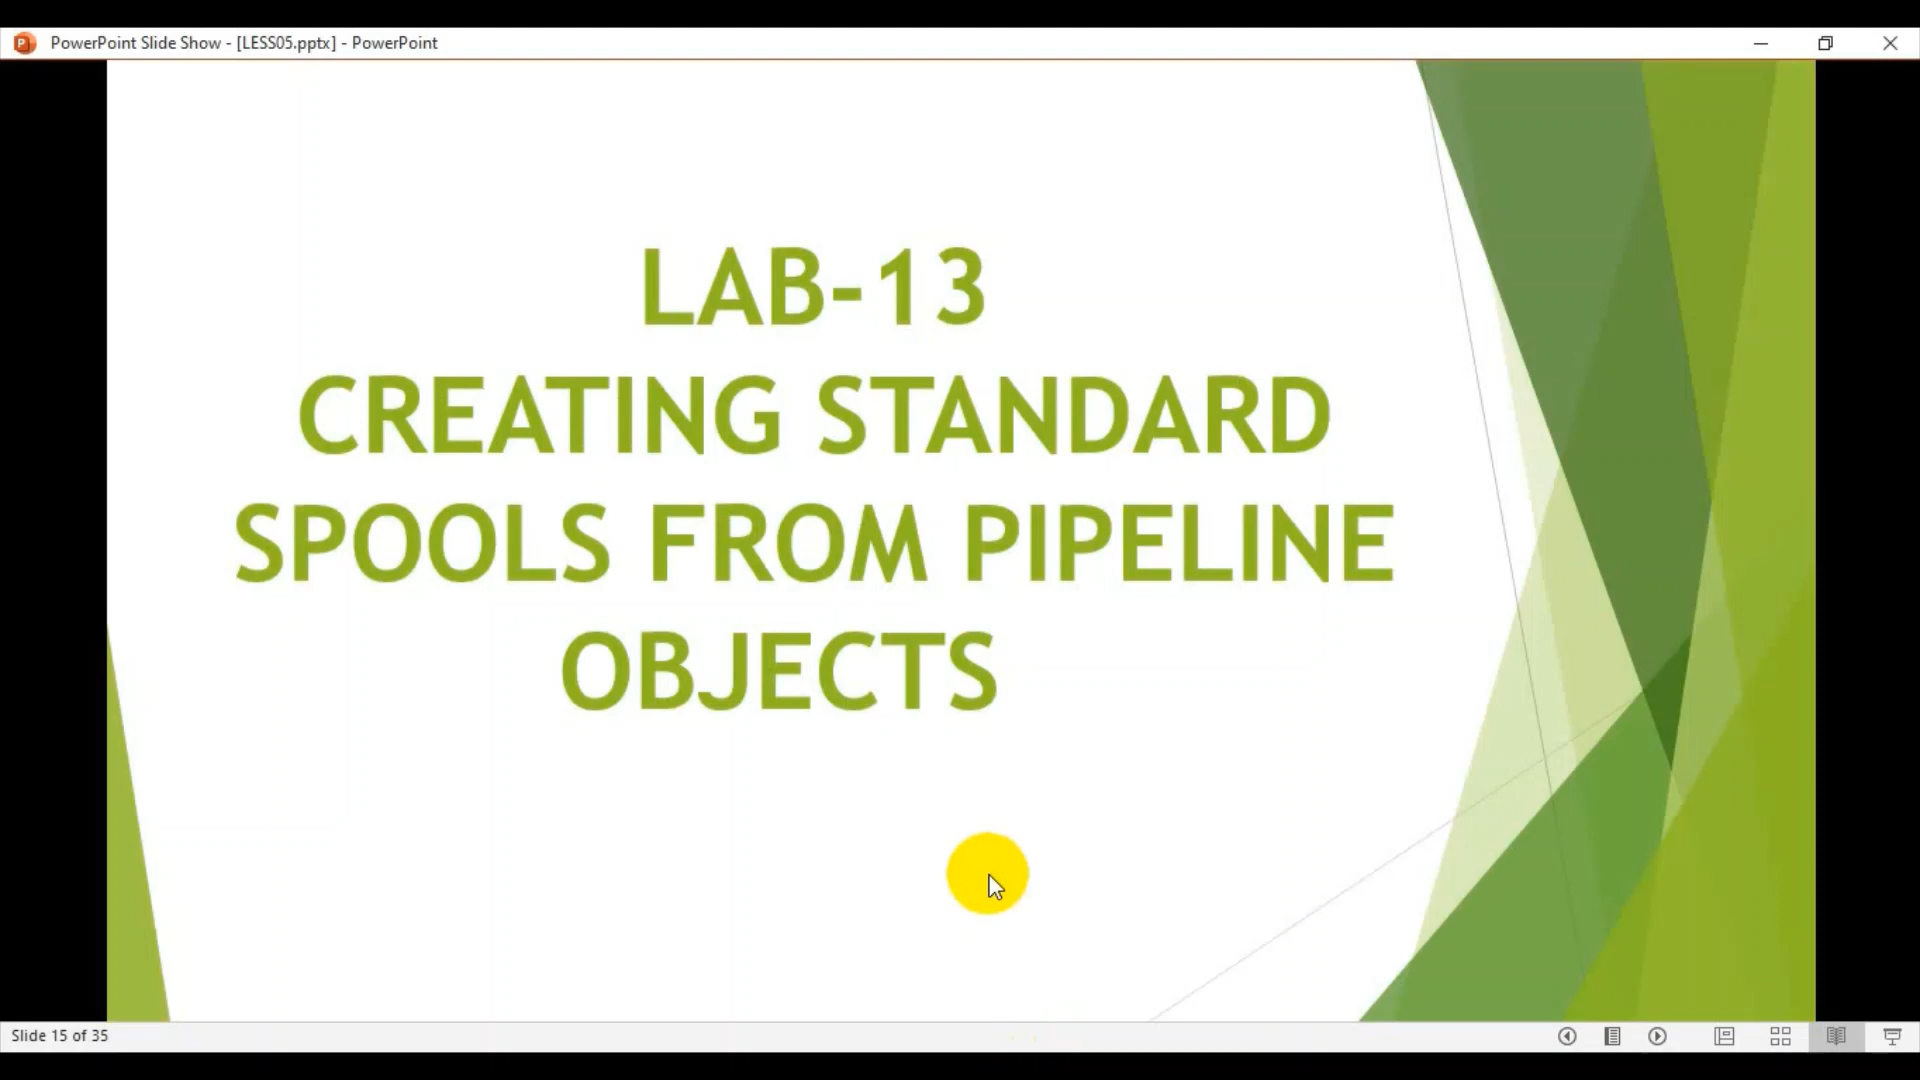 PowerPoint Slide Show - [LESS05.pptx] - PowerPoint
LAB-13
CREATING STANDARD
SPOOLS FROM PIPELINE
OBJECTS
Slide 15 of 35